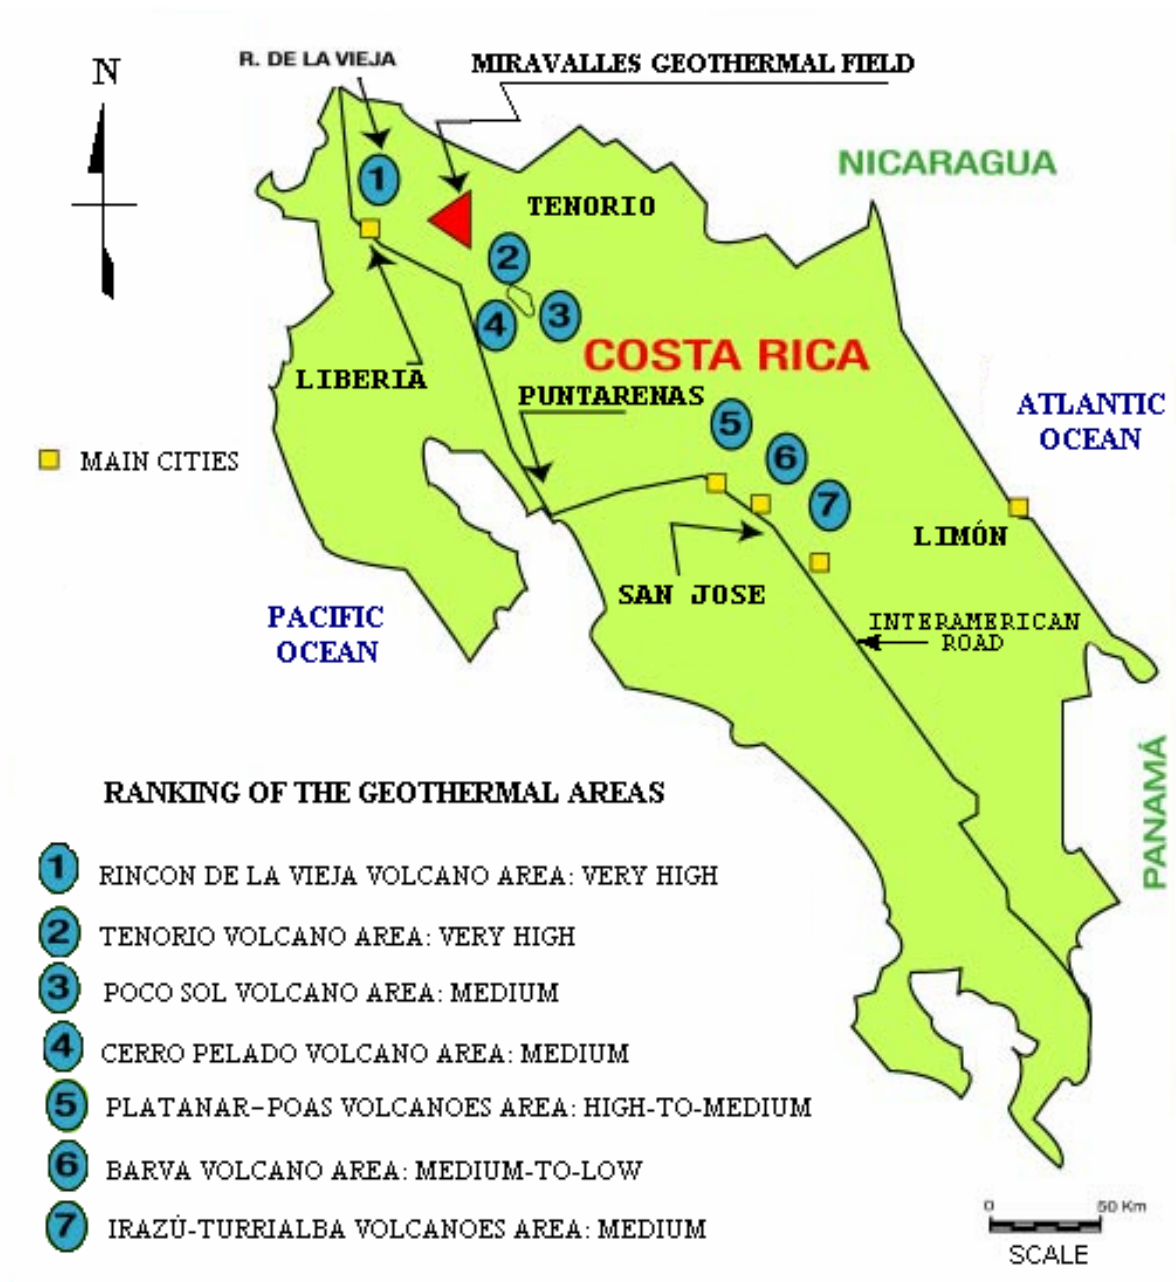 N
R. DE LA VIEJA
MIRAVALLES GEOTHERMAL FIELD
NICARAGUA
1
TENORIO
2
3
4
COSTA RICA
LIBERIA
PUNTARENAS
ATLANTIC
OCEAN
5
6
7
MAIN CITIES
LIMÓN
SAN JOSE
PACIFIC
OCEAN
INTERAMERICAN
ROAD
PANAMÁ
RANKING OF THE GEOTHERMAL AREAS
1 RINCON DE LA VIEJA VOLCANO AREA: VERY HIGH
2 TENORIO VOLCANO AREA: VERY HIGH
3 POCO SOL VOLCANO AREA: MEDIUM
4 CERRO PELADO VOLCANO AREA: MEDIUM
5 PLATANAR-POAS VOLCANOES AREA: HIGH-TO-MEDIUM
6 BARVA VOLCANO AREA: MEDIUM-TO-LOW
7 IRAZÚ-TURRIALBA VOLCANOES AREA: MEDIUM
0 50 Km
SCALE